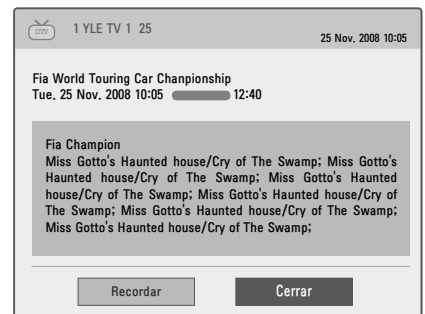 DTV 1 YLE TV 1 25
25 Nov. 2008 10:05
Fia World Touring Car Chanpionship
Tue. 25 Nov. 2008 10:05 12:40
Fia Champion
Miss Gotto's Haunted house/Cry of The Swamp; Miss Gotto's
Haunted house/Cry of The Swamp; Miss Gotto's Haunted
house/Cry of The Swamp; Miss Gotto's Haunted house/Cry of
The Swamp; Miss Gotto's Haunted house/Cry of The Swamp;
Miss Gotto's Haunted house/Cry of The Swamp;
Recordar Cerrar